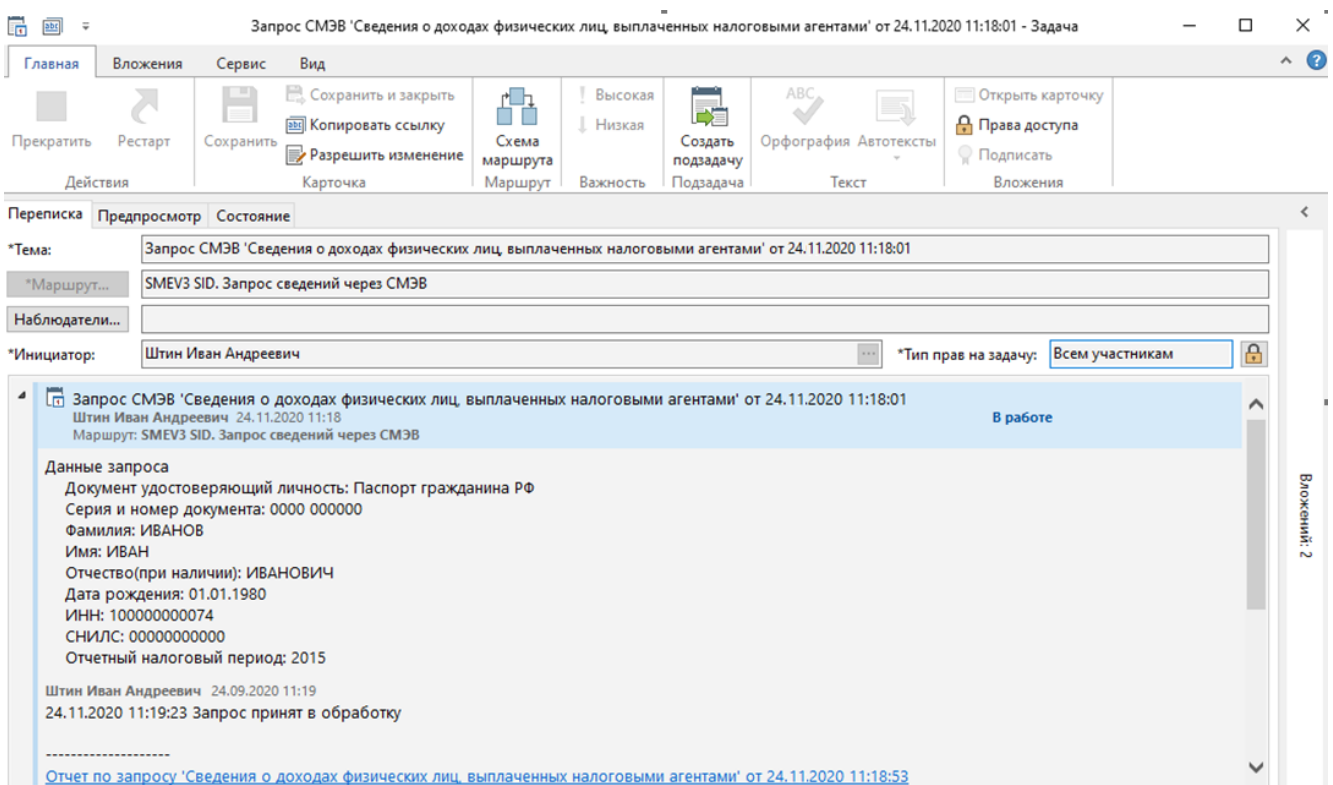 Запрос СМЭВ 'Сведения о доходах физических лиц, выплаченных налоговыми агентами' от 24.11.2020 11:18:01 - Задача
Главная Вложения Сервис Вид
Прекратить Рестарт
Действия
Сохранить
Сохранить и закрыть
Копировать ссылку
Разрешить изменение
Карточка
Схема маршрута
Маршрут
Высокая
Низкая
Важность
Создать подзадачу
Подзадача
ABC
Орфография Автотексты
Текст
Открыть карточку
Права доступа
Подписать
Вложения
Переписка Предпросмотр Состояние
*Тема: Запрос СМЭВ 'Сведения о доходах физических лиц, выплаченных налоговыми агентами' от 24.11.2020 11:18:01
*Маршрут... SMEV3 SID. Запрос сведений через СМЭВ
Наблюдатели...
*Инициатор: Штин Иван Андреевич ... *Тип прав на задачу: Всем участникам
Запрос СМЭВ 'Сведения о доходах физических лиц, выплаченных налоговыми агентами' от 24.11.2020 11:18:01
Штин Иван Андреевич 24.11.2020 11:18 В работе
Маршрут: SMEV3 SID. Запрос сведений через СМЭВ
Данные запроса
Документ удостоверяющий личность: Паспорт гражданина РФ
Серия и номер документа: 0000 000000
Фамилия: ИВАНОВ
Имя: ИВАН
Отчество(при наличии): ИВАНОВИЧ
Дата рождения: 01.01.1980
ИНН: 100000000074
СНИЛС: 00000000000
Отчетный налоговый период: 2015
Штин Иван Андреевич 24.09.2020 11:19
24.11.2020 11:19:23 Запрос принят в обработку
--------------------
Отчет по запросу 'Сведения о доходах физических лиц, выплаченных налоговыми агентами' от 24.11.2020 11:18:53
Вложений: 2